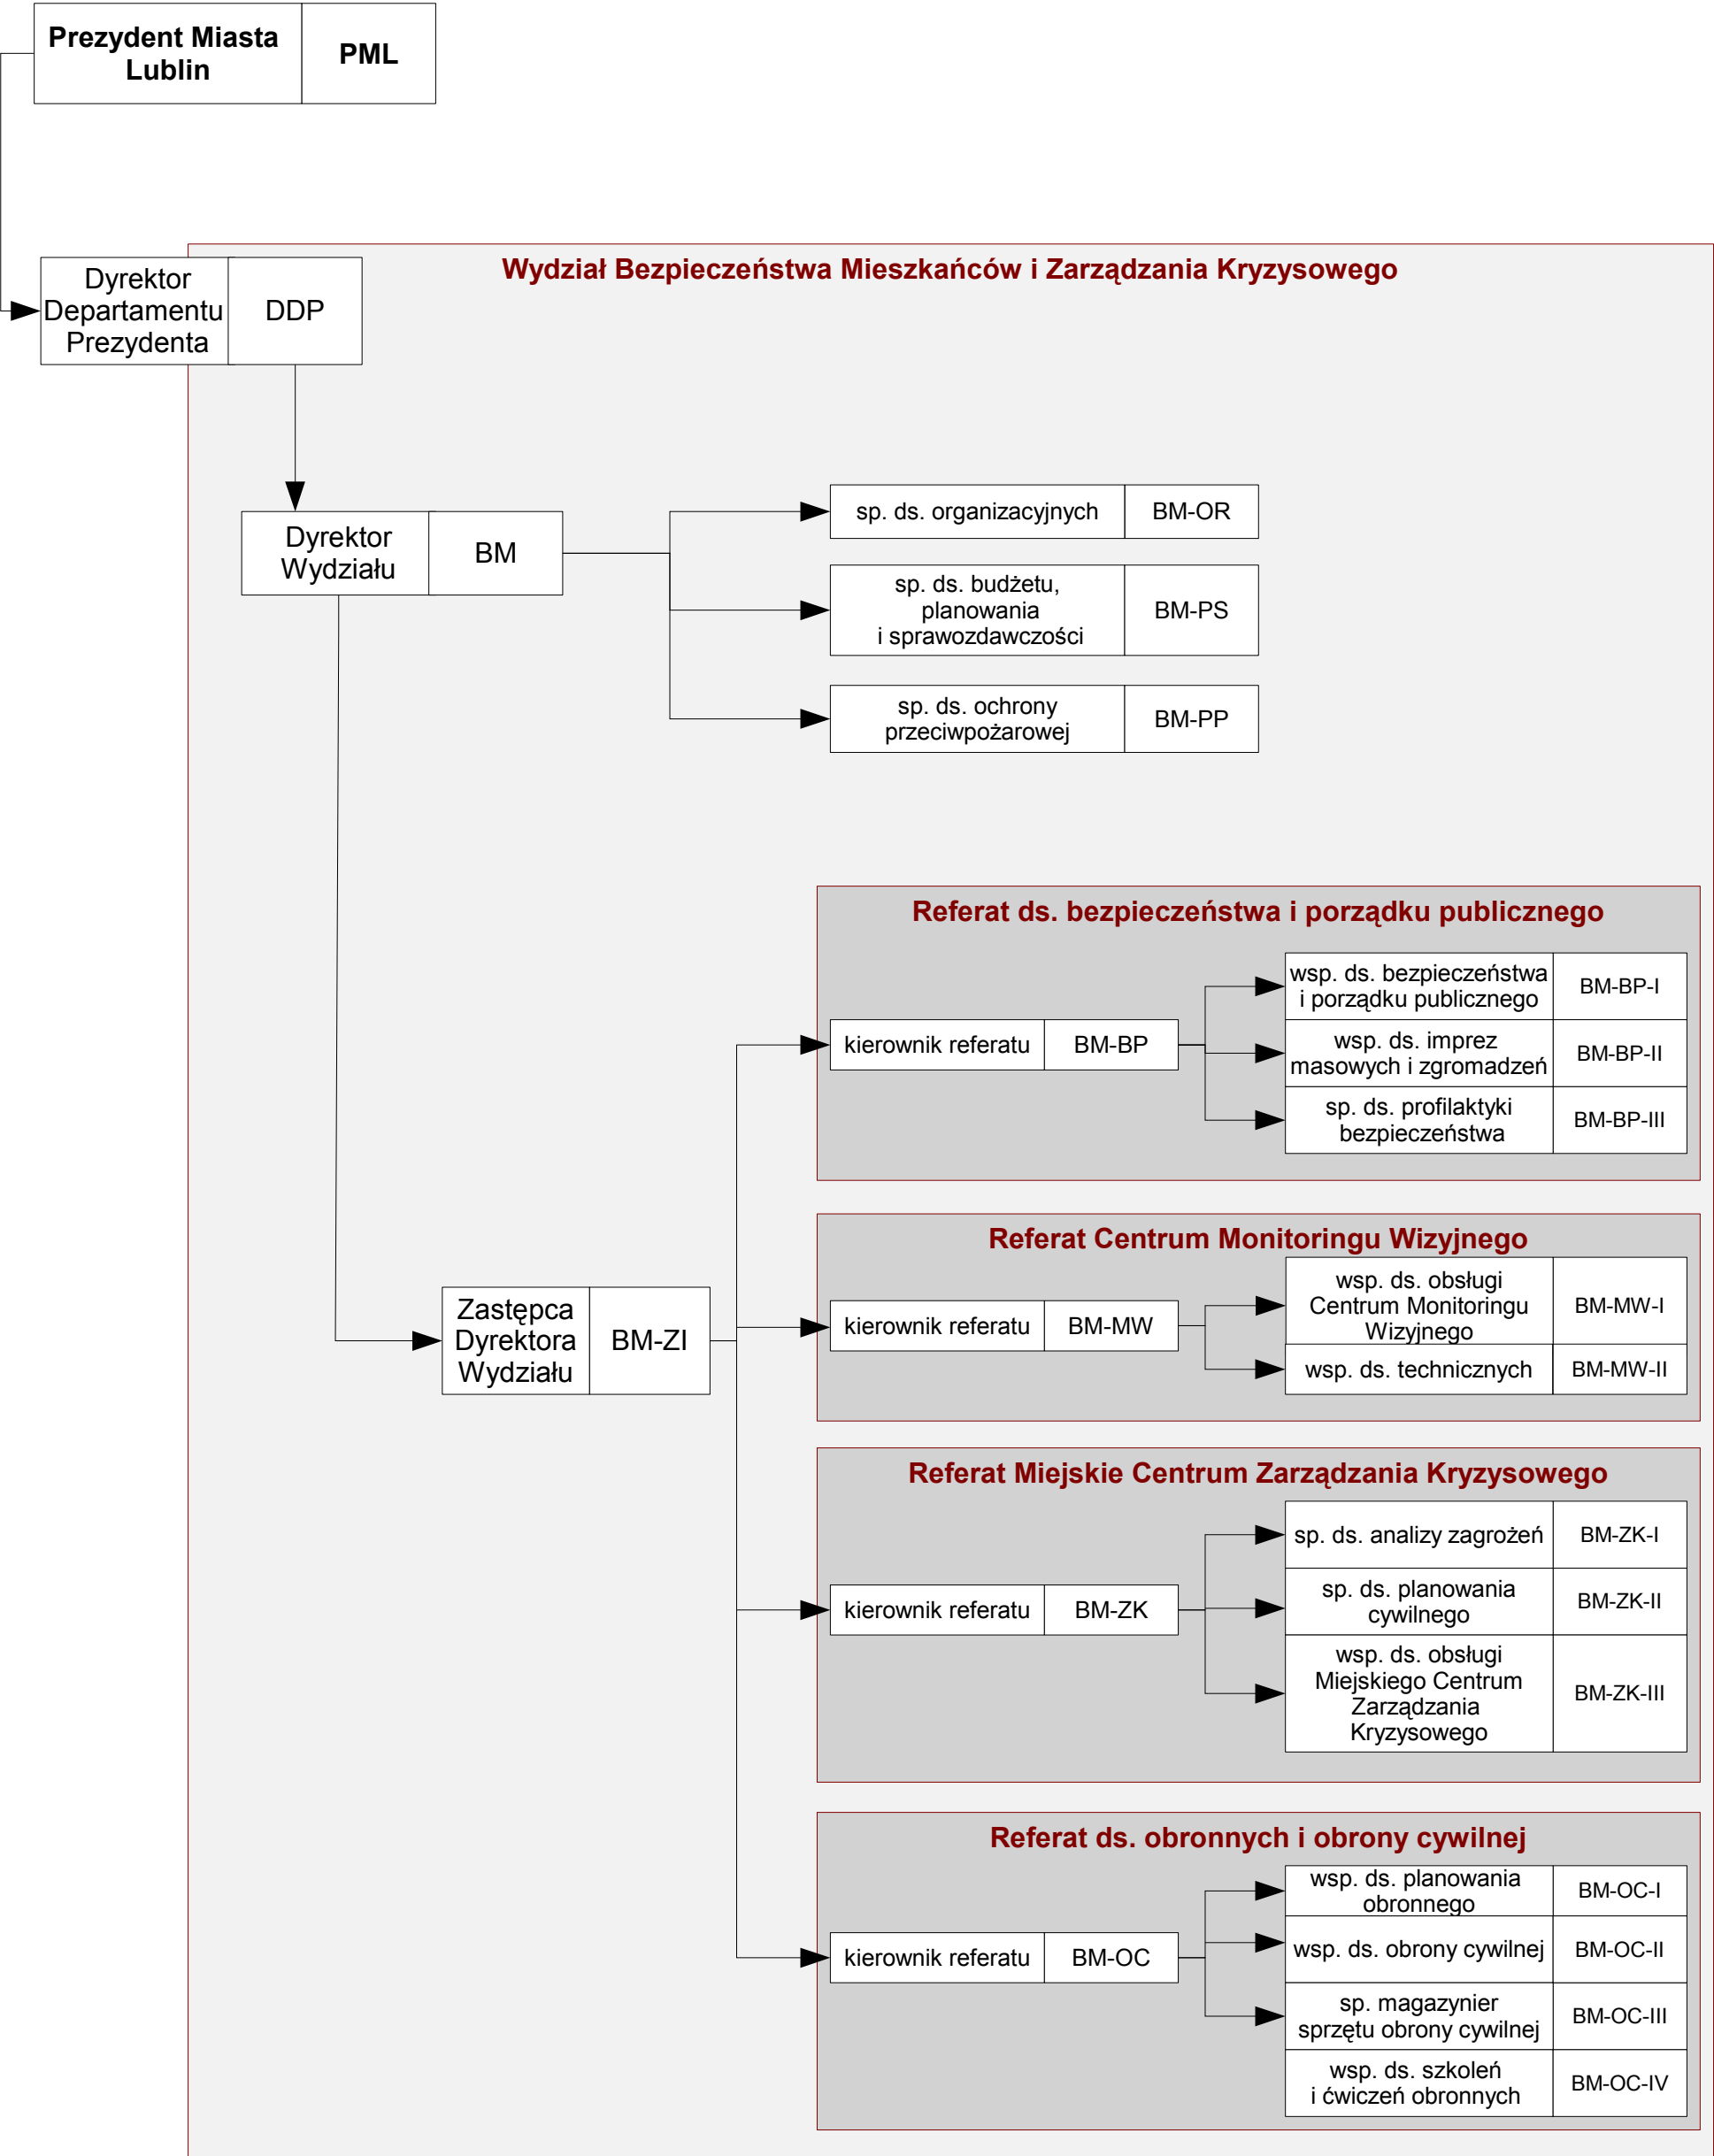 Prezydent Miasta
Lublin
PML
Wydział Bezpieczeństwa Mieszkańców i Zarządzania Kryzysowego
Dyrektor
Departamentu
Prezydenta
DDP
Dyrektor
Wydziału
BM
sp. ds. organizacyjnych
BM-OR
sp. ds. budżetu,
planowania
i sprawozdawczości
BM-PS
sp. ds. ochrony
przeciwpożarowej
BM-PP
Zastępca
Dyrektora
Wydziału
BM-ZI
Referat ds. bezpieczeństwa i porządku publicznego
kierownik referatu
BM-BP
wsp. ds. bezpieczeństwa
i porządku publicznego
BM-BP-I
wsp. ds. imprez
masowych i zgromadzeń
BM-BP-II
sp. ds. profilaktyki
bezpieczeństwa
BM-BP-III
Referat Centrum Monitoringu Wizyjnego
kierownik referatu
BM-MW
wsp. ds. obsługi
Centrum Monitoringu
Wizyjnego
BM-MW-I
wsp. ds. technicznych
BM-MW-II
Referat Miejskie Centrum Zarządzania Kryzysowego
kierownik referatu
BM-ZK
sp. ds. analizy zagrożeń
BM-ZK-I
sp. ds. planowania
cywilnego
BM-ZK-II
wsp. ds. obsługi
Miejskiego Centrum
Zarządzania
Kryzysowego
BM-ZK-III
Referat ds. obronnych i obrony cywilnej
kierownik referatu
BM-OC
wsp. ds. planowania
obronnego
BM-OC-I
wsp. ds. obrony cywilnej
BM-OC-II
sp. magazynier
sprzętu obrony cywilnej
BM-OC-III
wsp. ds. szkoleń
i ćwiczeń obronnych
BM-OC-IV